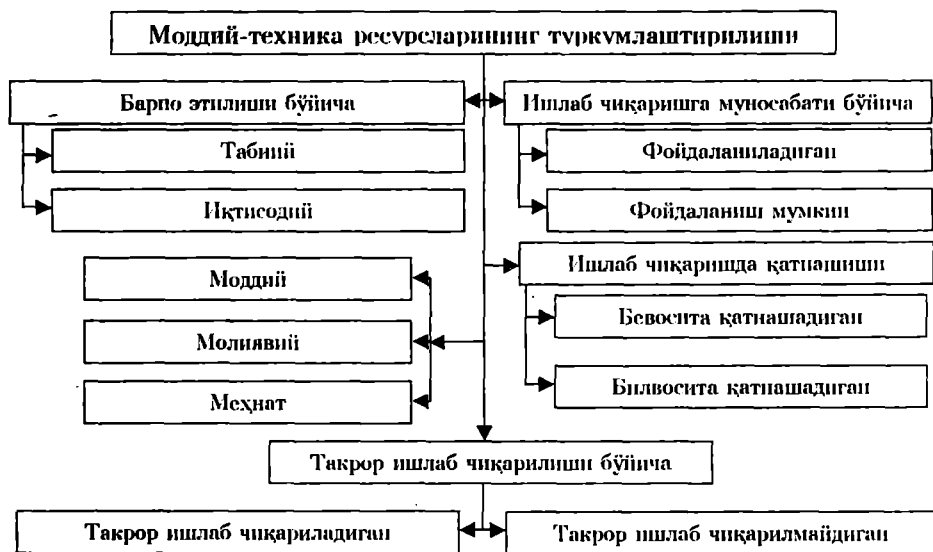 Моддий-техника ресурсларининг туркумлаштирилиши
Барпо этилиши бўйича
Ишлаб чиқаришга муносабати бўйича
Табиий
Фойдаланиладиган
Иқтисодий
Фойдаланиш мумкин
Ишлаб чиқаришда қатнашиши
Моддий
Бевосита қатнашадиган
Молиявий
Билвосита қатнашадиган
Меҳнат
Такрор ишлаб чиқарилиши бўйича
Такрор ишлаб чиқариладиган
Такрор ишлаб чиқарилмайдиган